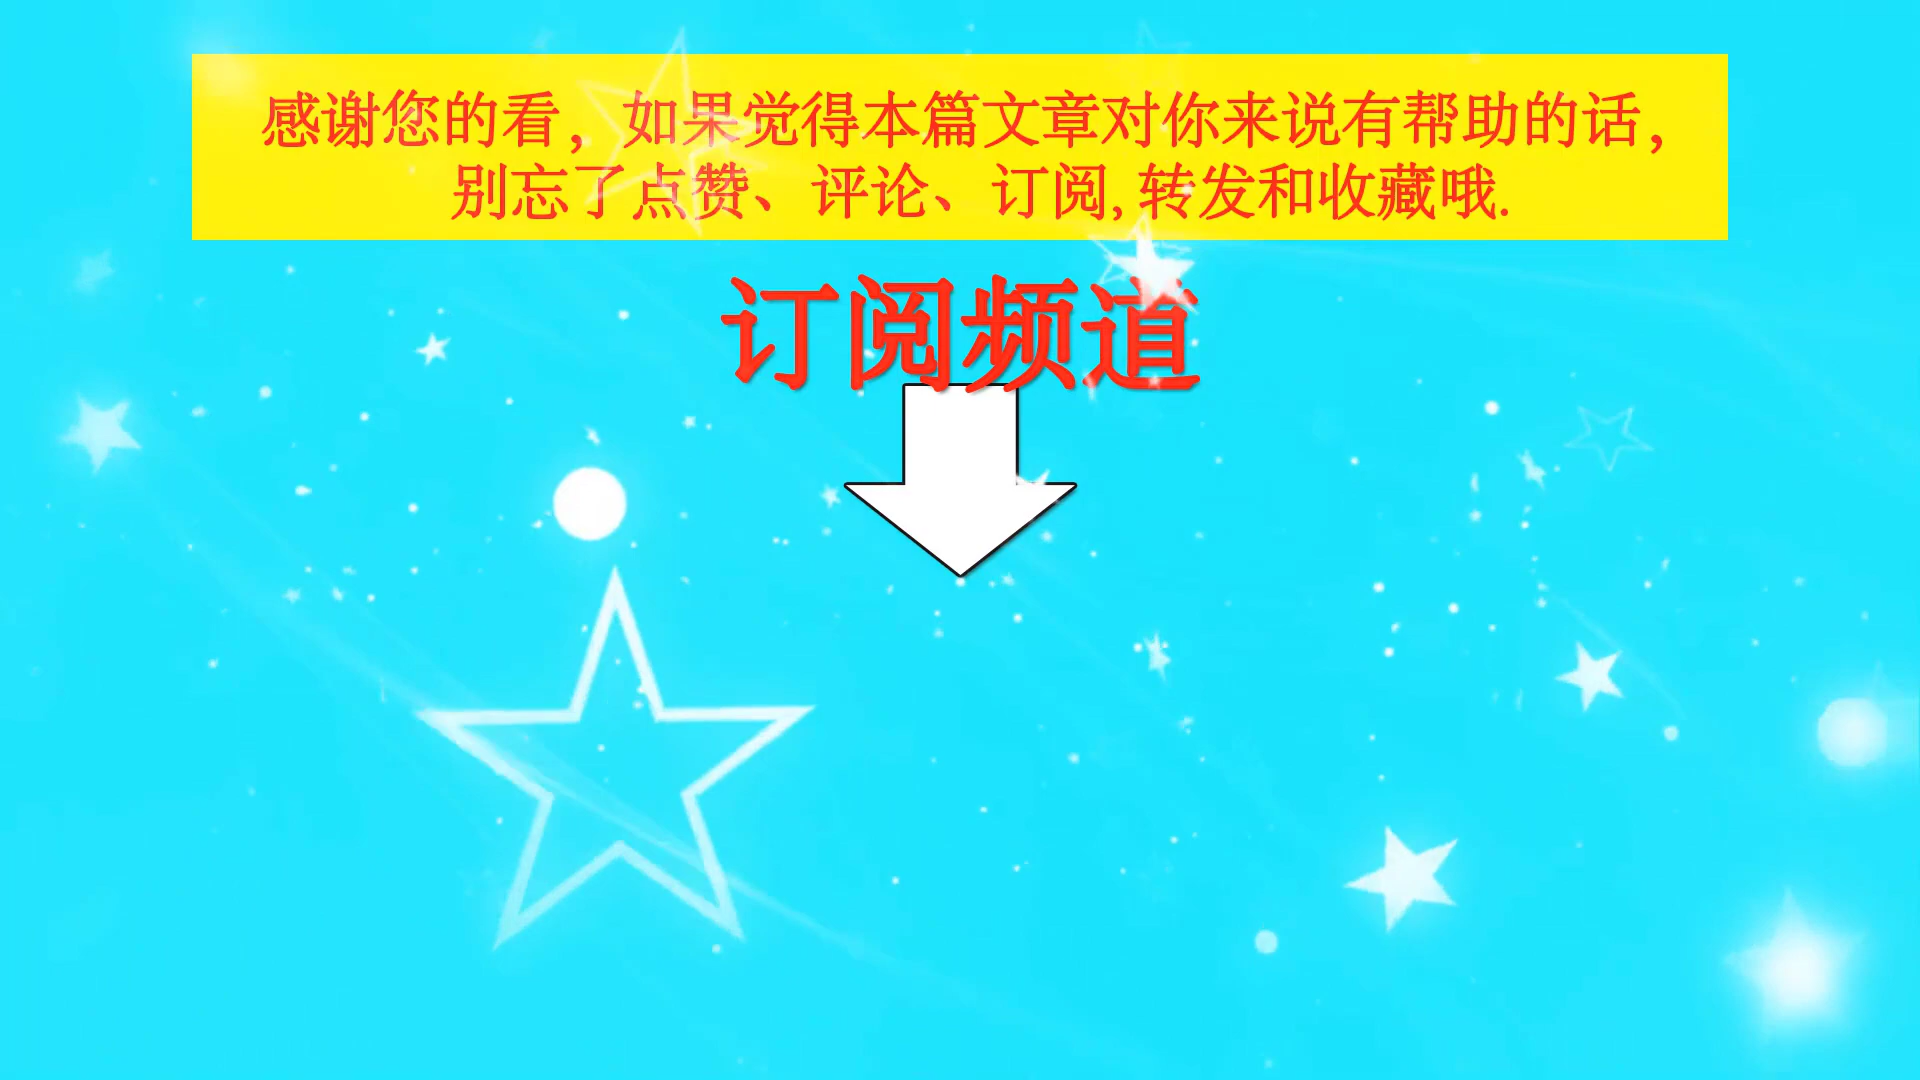 感谢您的看，如果觉得本篇文章对你来说有帮助的话，
别忘了点赞、评论、订阅,转发和收藏哦.
订阅频道